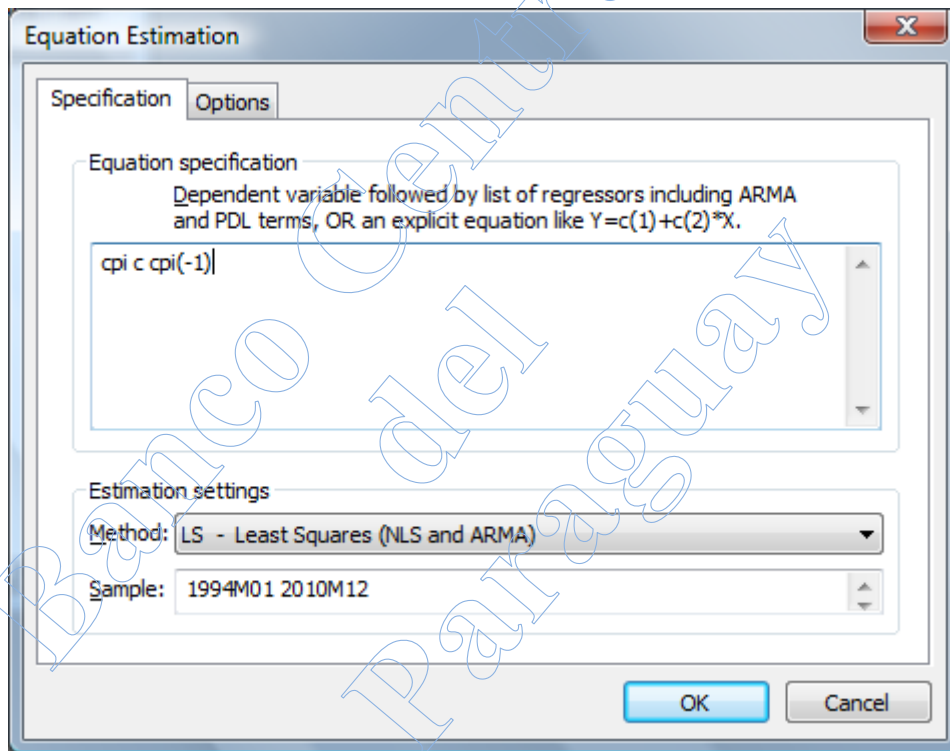 Equation Estimation
Specification
Options
Equation specification
Dependent variable followed by list of regressors including ARMA
and PDL terms, OR an explicit equation like Y=c(1)+c(2)*X.
cpi c cpi(-1)
Estimation settings
Method: LS - Least Squares (NLS and ARMA)
Sample: 1994M01 2010M12
OK
Cancel
Banco Centr
del
Paraguay
Paraguay